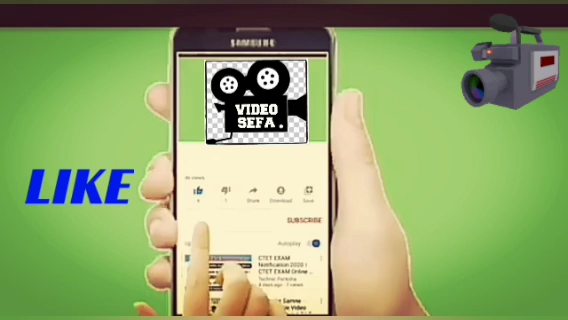 SAMSUNG
VIDEO
SEFA.
LIKE
Share
Download
Save
SUBSCRIBE
Autoplay
CTET EXAM
Notification 2020 I
CTET EXAM Online ...